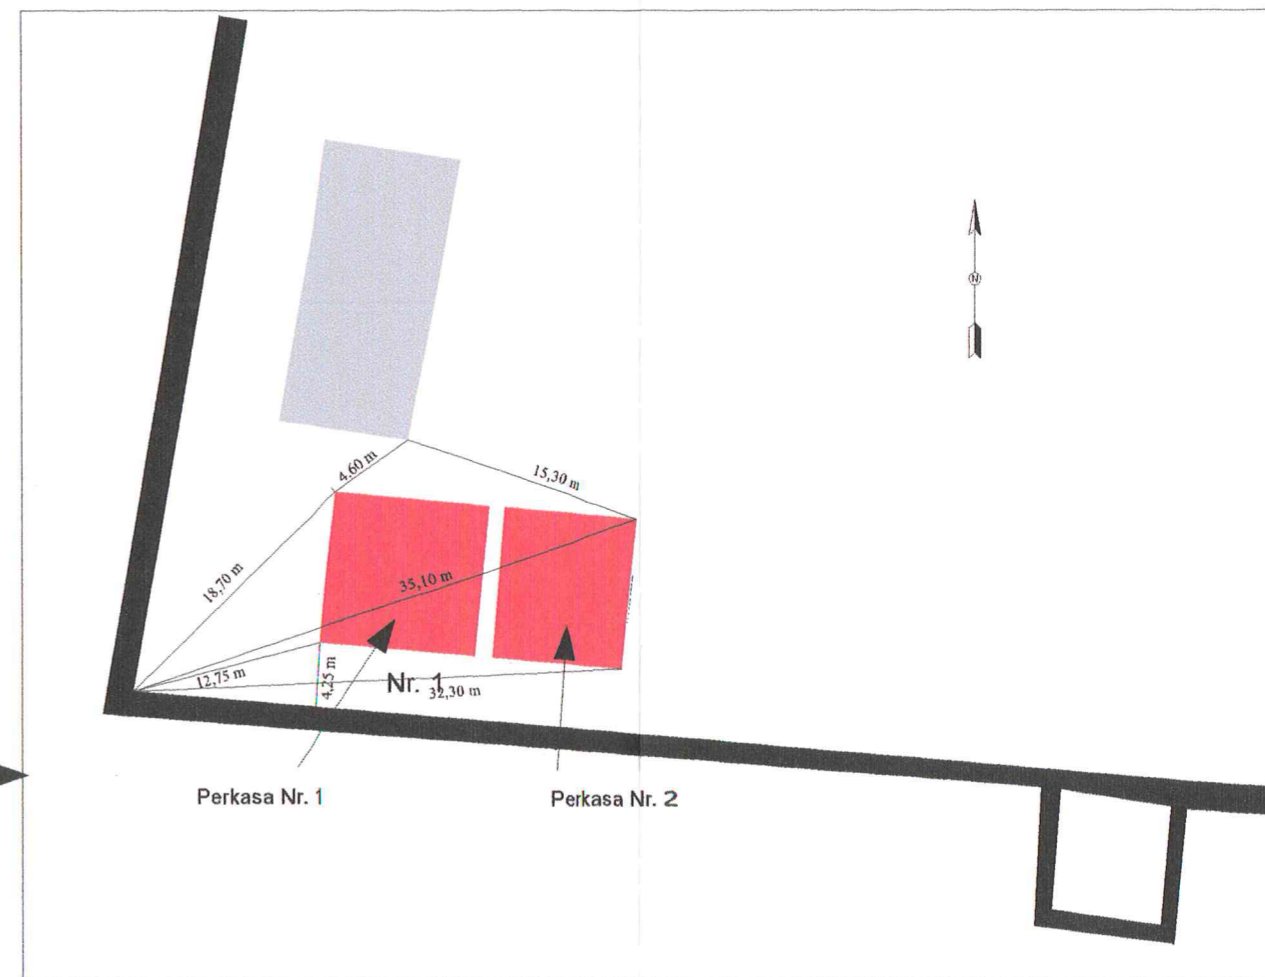 N
4,60 m
15,30 m
18,70 m
35,10 m
12,75 m
4,25 m
Nr. 1
32,30 m
Perkasa Nr. 1
Perkasa Nr. 2